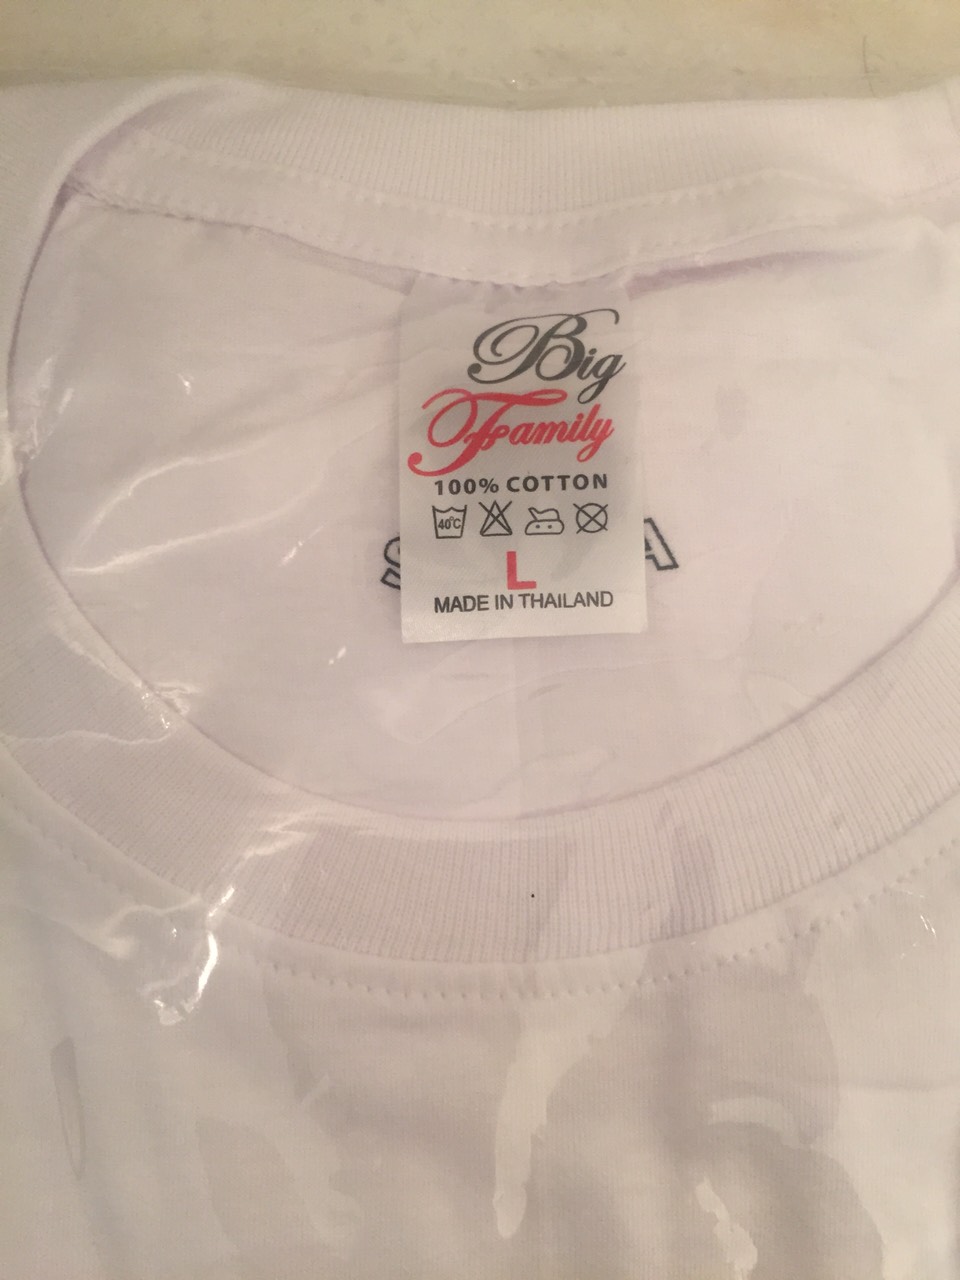 Big
Family
100% COTTON
40°C
L
MADE IN THAILAND